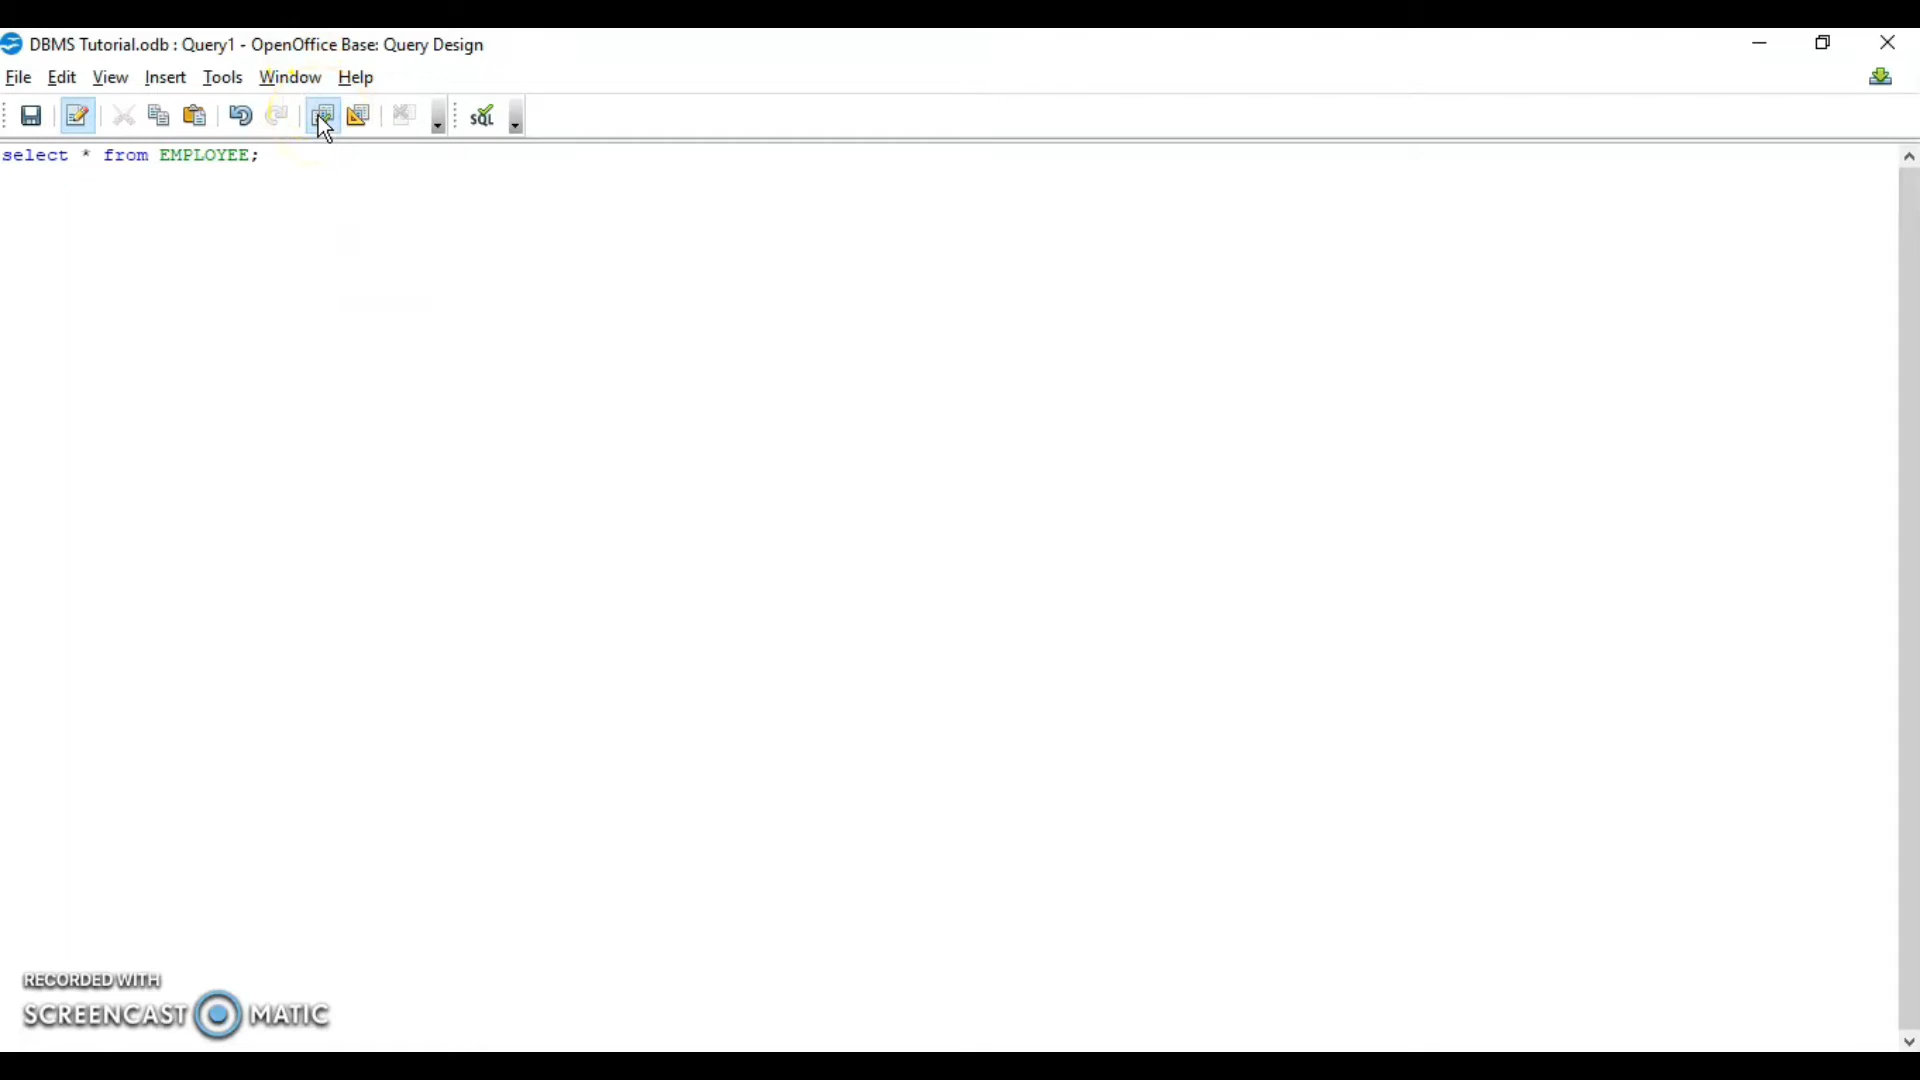 DBMS Tutorial.odb : Query1 - OpenOffice Base: Query Design
File Edit View Insert Tools Window Help
SQL
select * from EMPLOYEE;
RECORDED WITH
SCREENCAST MATIC